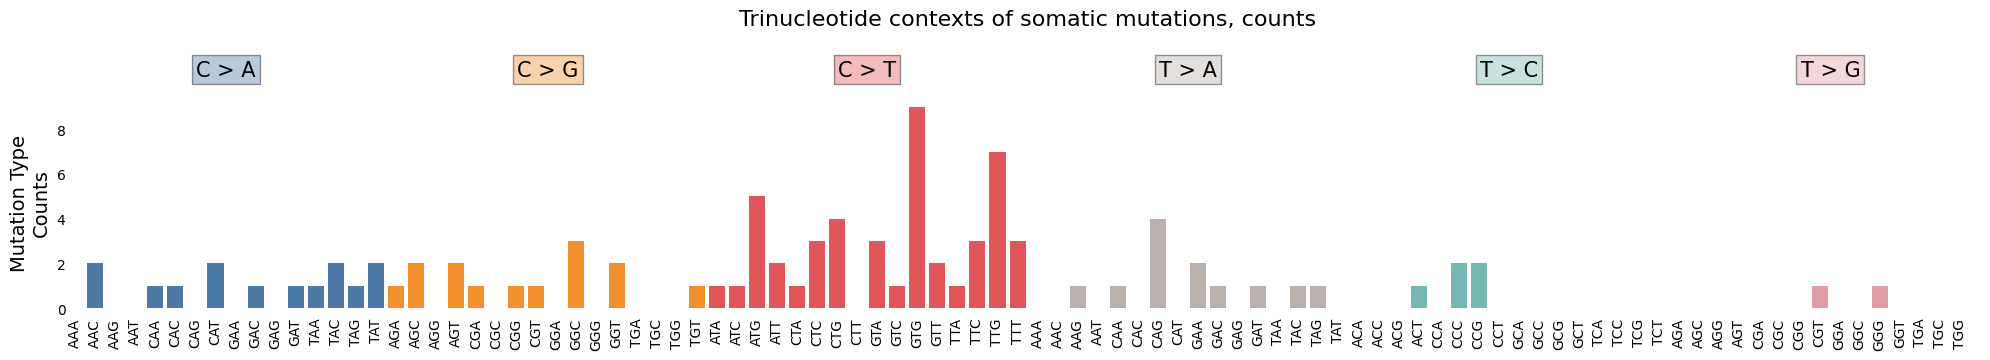 Trinucleotide contexts of somatic mutations, counts
C > A
C > G
C > T
T > A
T > C
T > G
Mutation Type
Counts
8
6
4
2
0
AAA AAC AAG AAT CAA CAC CAG CAT GAA GAC GAG GAT TAA TAC TAG TAT AGA AGC AGG AGT CGA CGC CGG CGT GGA GGC GGG GGT TGA TGC TGG TGT ATA ATC ATG ATT CTA CTC CTG CTT GTA GTC GTG GTT TTA TTC TTG TTT AAA AAC AAG AAT CAA CAC CAG CAT GAA GAC GAG GAT TAA TAC TAG TAT ACA ACC ACG ACT CCA CCC CCG CCT GCA GCC GCG GCT TCA TCC TCG TCT AGA AGC AGG AGT CGA CGC CGG CGT GGA GGC GGG GGT TGA TGC TGG